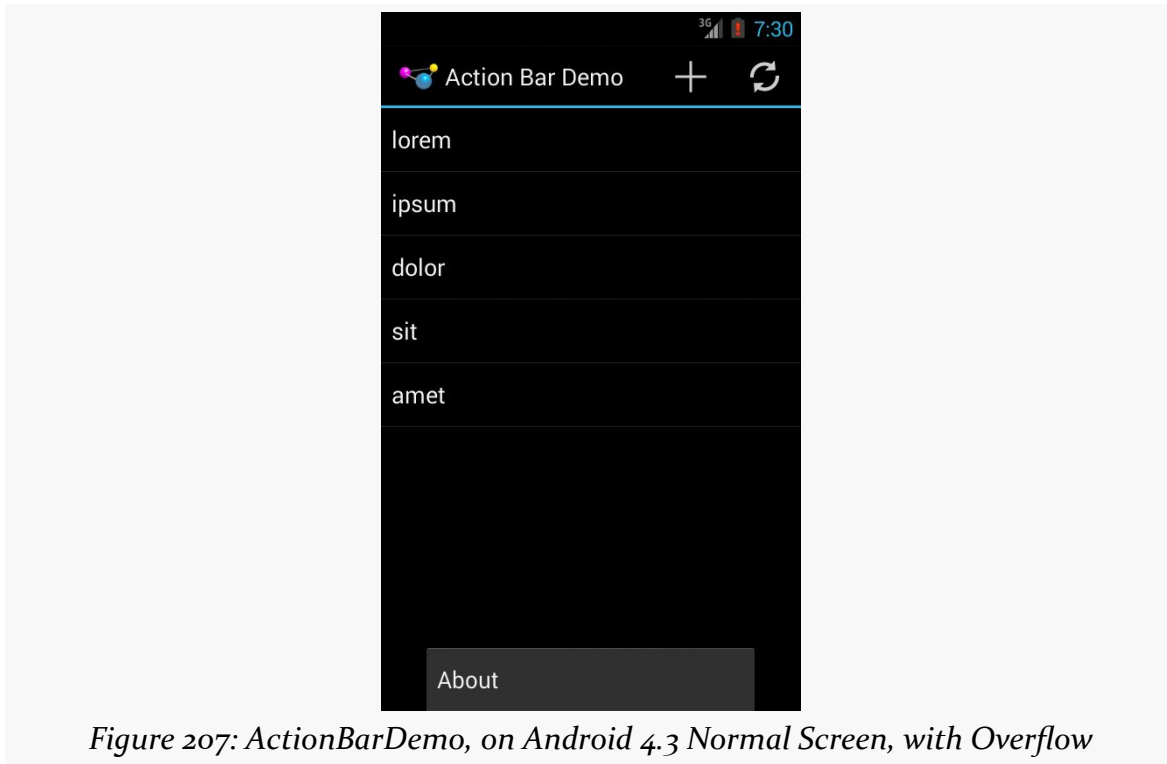 3G 7:30
Action Bar Demo
lorem
ipsum
dolor
sit
amet
About
Figure 207: ActionBarDemo, on Android 4.3 Normal Screen, with Overflow